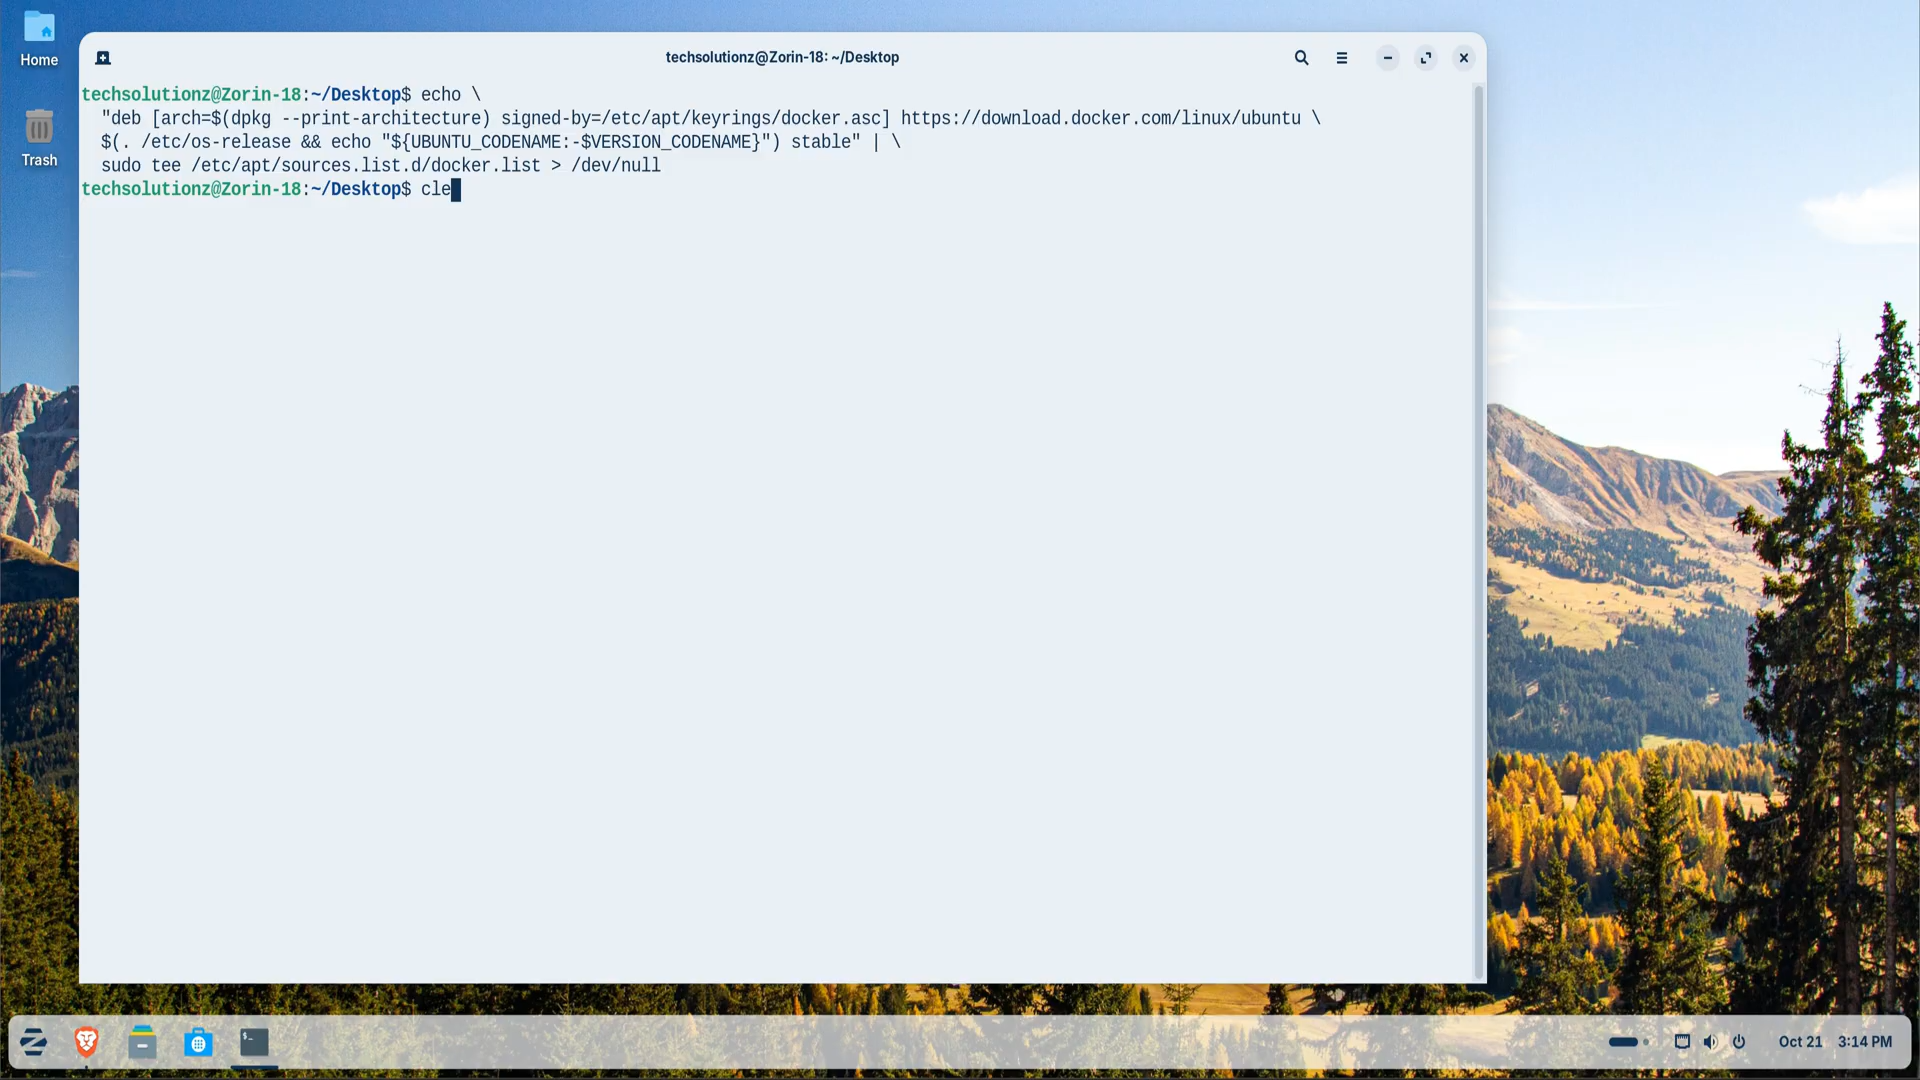 Home
Trash
techsolutionz@Zorin-18: ~/Desktop
techsolutionz@Zorin-18:~/Desktop$ echo \
  "deb [arch=$(dpkg --print-architecture) signed-by=/etc/apt/keyrings/docker.asc] https://download.docker.com/linux/ubuntu \
  $(. /etc/os-release && echo "${UBUNTU_CODENAME:-$VERSION_CODENAME}") stable" | \
  sudo tee /etc/apt/sources.list.d/docker.list > /dev/null
techsolutionz@Zorin-18:~/Desktop$ cle
Oct 21 3:14 PM